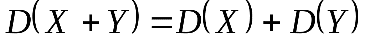 D(X + Y) = D(X) + D(Y)